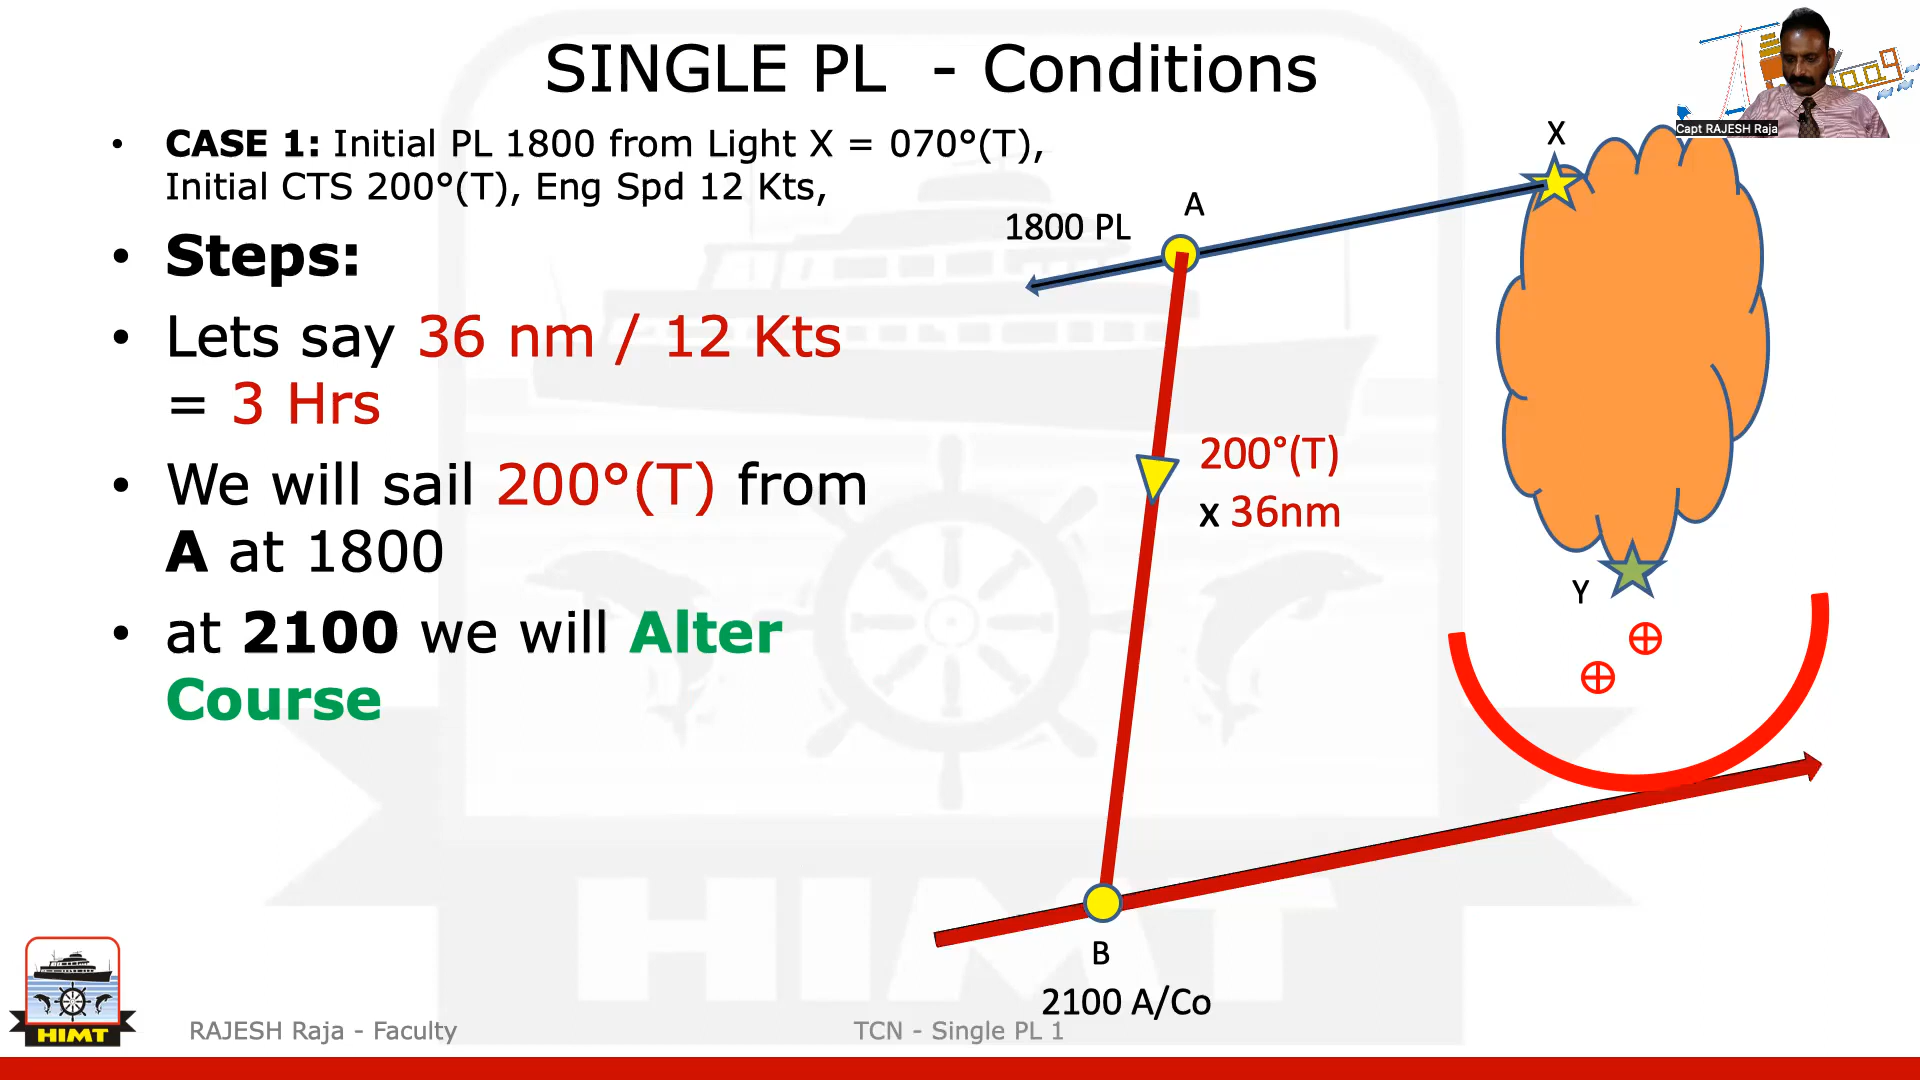 SINGLE PL - Conditions
• CASE 1: Initial PL 1800 from Light X = 070°(T),
Initial CTS 200°(T), Eng Spd 12 Kts,
• Steps:
• Lets say 36 nm / 12 Kts
= 3 Hrs
• We will sail 200°(T) from
A at 1800
• at 2100 we will Alter
Course
Capt RAJESH Raja
X
A
1800 PL
200°(T)
x 36nm
Y
B
2100 A/Co
HIMT
HIMT
RAJESH Raja - Faculty
TCN - Single PL 1